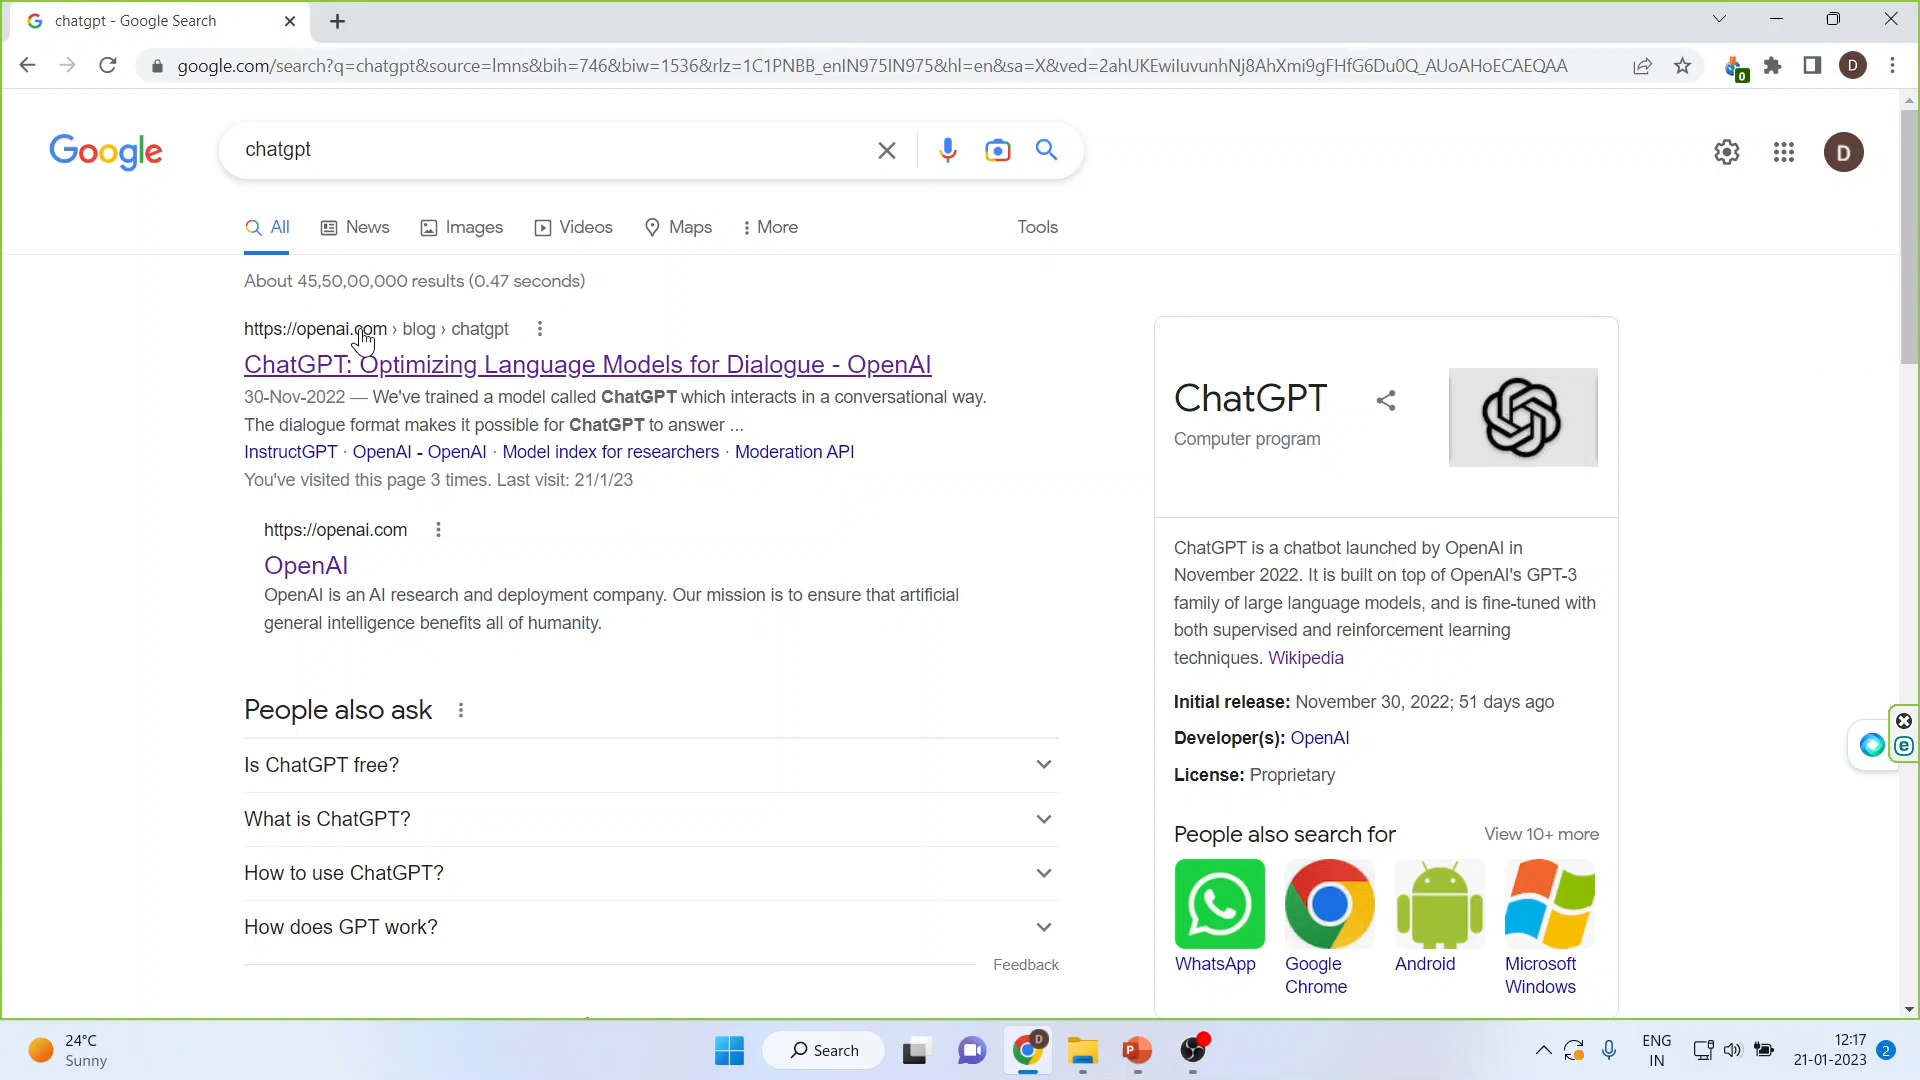 chatgpt - Google Search
google.com/search?q=chatgpt&source=lmns&bih=746&biw=1536&rlz=1C1PNBB_enIN975IN975&hl=en&sa=X&ved=2ahUKEwiIuvunhNj8AhXmi9gFHfG6Du0Q_AUoAHoECAEQAA
0
D
Google
chatgpt
D
All
News
Images
Videos
Maps
More
Tools
About 45,50,00,000 results (0.47 seconds)
https://openai.com › blog › chatgpt
ChatGPT: Optimizing Language Models for Dialogue - OpenAI
30-Nov-2022 — We've trained a model called ChatGPT which interacts in a conversational way.
The dialogue format makes it possible for ChatGPT to answer ...
InstructGPT · OpenAI - OpenAI · Model index for researchers · Moderation API
You've visited this page 3 times. Last visit: 21/1/23
https://openai.com
OpenAI
OpenAI is an AI research and deployment company. Our mission is to ensure that artificial
general intelligence benefits all of humanity.
People also ask
Is ChatGPT free?
What is ChatGPT?
How to use ChatGPT?
How does GPT work?
Feedback
ChatGPT
Computer program
ChatGPT is a chatbot launched by OpenAI in
November 2022. It is built on top of OpenAI's GPT-3
family of large language models, and is fine-tuned with
both supervised and reinforcement learning
techniques. Wikipedia
Initial release: November 30, 2022; 51 days ago
Developer(s): OpenAI
License: Proprietary
People also search for
View 10+ more
WhatsApp
Google
Chrome
Android
Microsoft
Windows
24°C
Sunny
Search
D
P
ENG
IN
12:17
21-01-2023
2